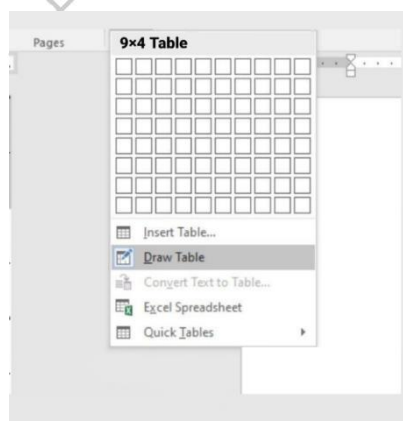 Pages
9×4 Table
Insert Table...
Draw Table
Convert Text to Table...
Excel Spreadsheet
Quick Tables